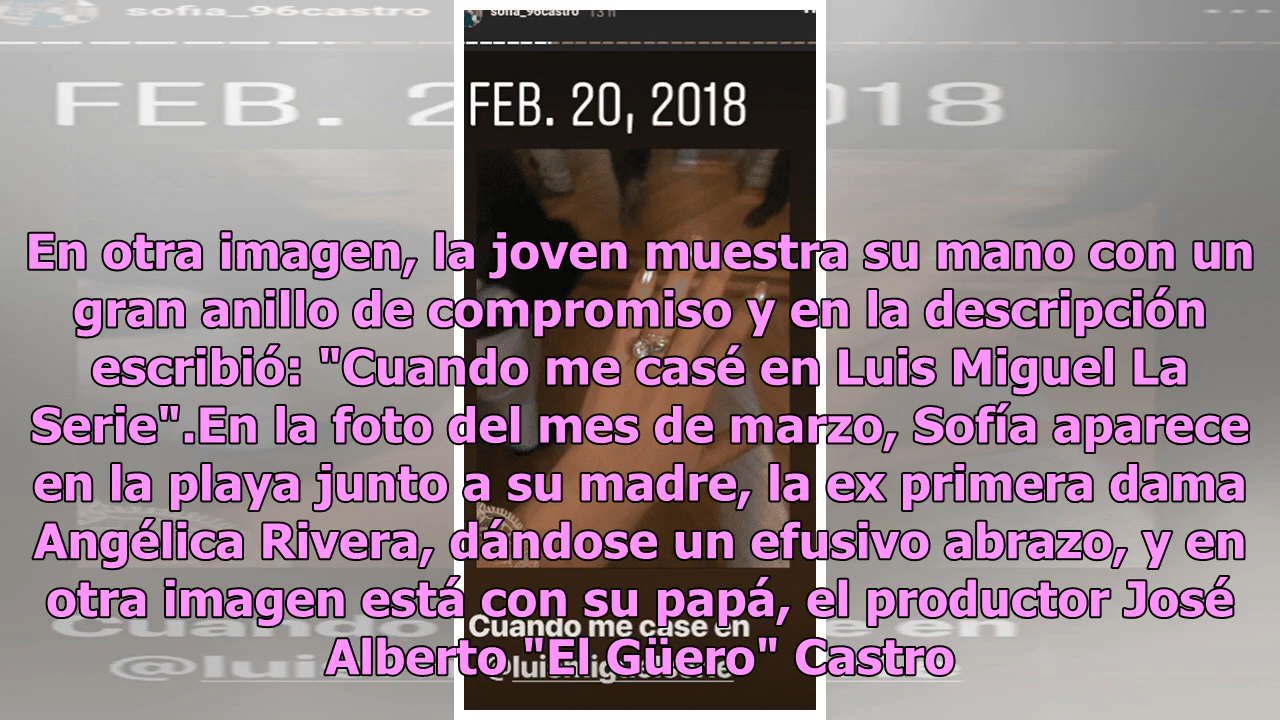 sofia_96castro
sofia_96castro 13 h
FEB. 20, 2018
En otra imagen, la joven muestra su mano con un
gran anillo de compromiso y en la descripción
escribió: "Cuando me casé en Luis Miguel La
Serie".En la foto del mes de marzo, Sofía aparece
en la playa junto a su madre, la ex primera dama
Angélica Rivera, dándose un efusivo abrazo, y en
otra imagen está con su papá, el productor José
Alberto "El Güero" Castro
Cuando me case en